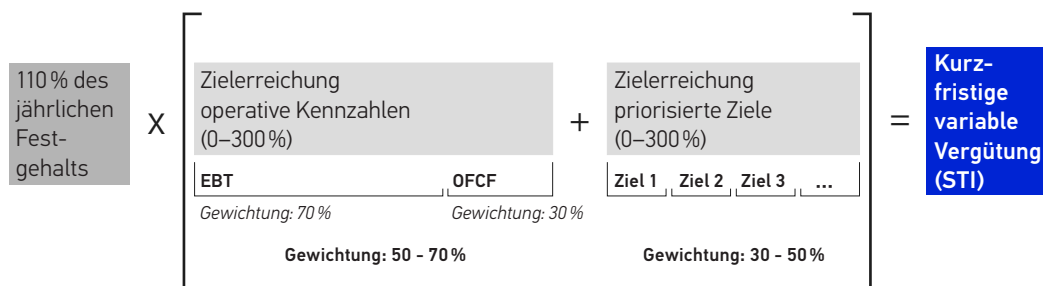 110 % des
jährlichen
Fest-
gehalts
X
Zielerreichung
operative Kennzahlen
(0–300 %)
EBT
OFCF
Gewichtung: 70 %
Gewichtung: 30 %
Gewichtung: 50 - 70 %
+
Zielerreichung
priorisierte Ziele
(0–300 %)
Ziel 1
Ziel 2
Ziel 3
...
Gewichtung: 30 - 50 %
=
Kurz-
fristige
variable
Vergütung
(STI)